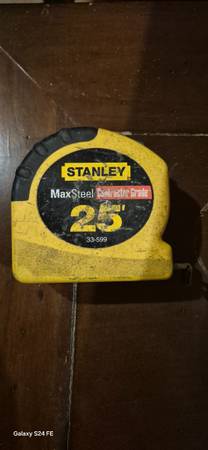 STANLEY
MaxSteel Contractor Grade
25'
33-599
Galaxy S24 FE